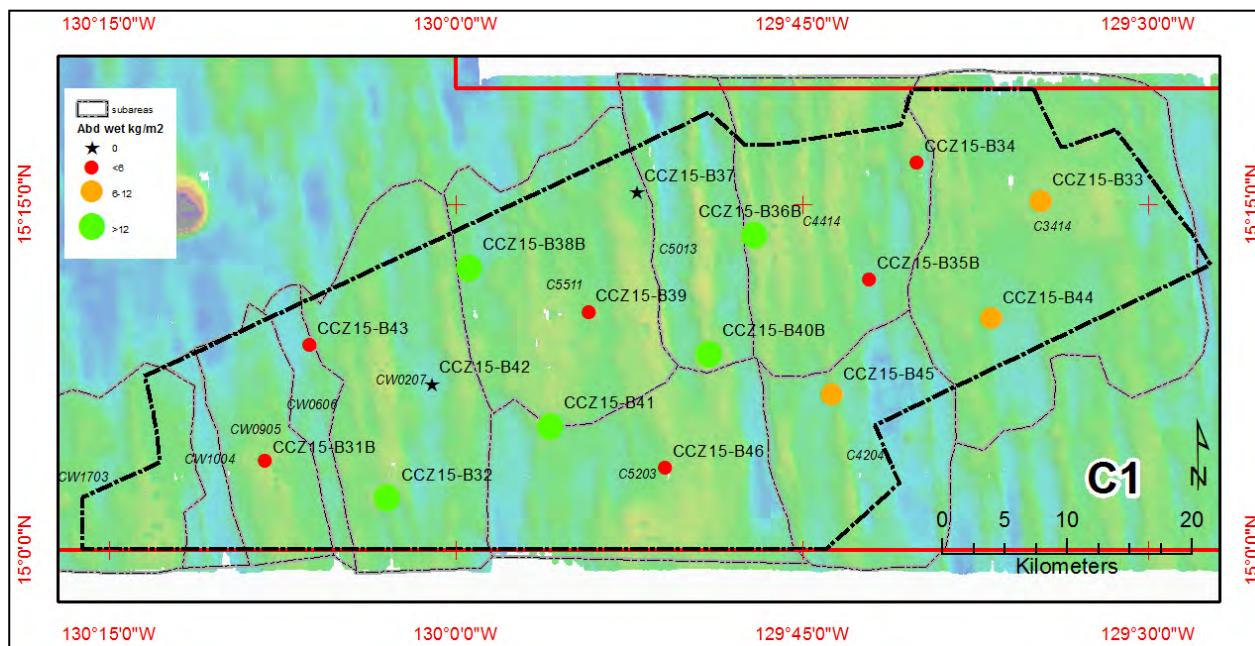 130°15'0"W
130°0'0"W
129°45'0"W
129°30'0"W
subareas
Abd wet kg/m2
0
<6
6-12
>12
15°15'0"N
15°15'0"N
CCZ15-B34
CCZ15-B37
CCZ15-B33
CCZ15-B36B
C4414
C3414
CCZ15-B38B
C5013
C5511
CCZ15-B35B
CCZ15-B39
CCZ15-B44
CCZ15-B43
CCZ15-B40B
CCZ15-B42
CW0207
CCZ15-B45
CCZ15-B41
CW0606
CW0905
CCZ15-B31B
CCZ15-B46
CW1004
C4204
CW1703
C5203
CCZ15-B32
C1
N
0
5
10
20
Kilometers
15°0'0"N
15°0'0"N
130°15'0"W
130°0'0"W
129°45'0"W
129°30'0"W